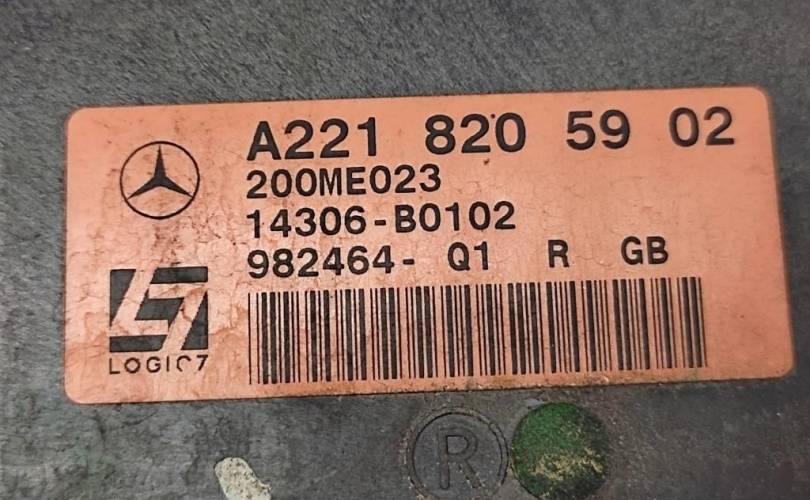 A221 820 59 02
200ME023
14306-B0102
982464- Q1 R GB
LOGIC7
R